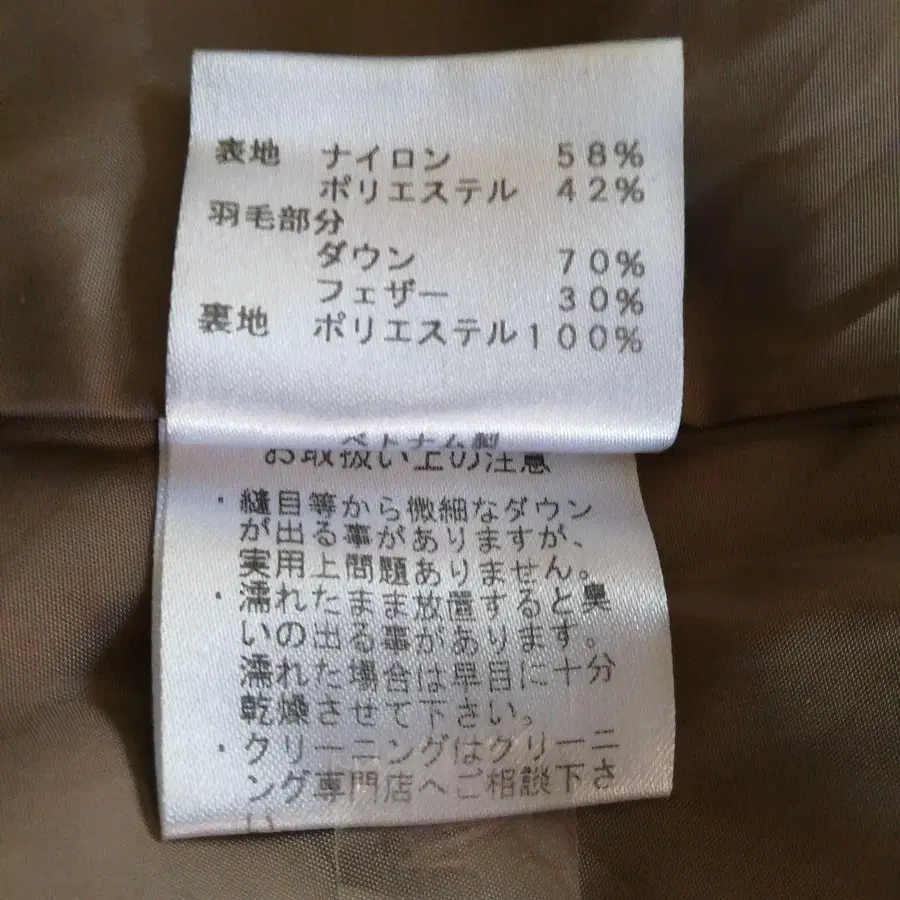 表地 ナイロン 58%
ポリエステル 42%
羽毛部分
ダウン 70%
フェザー 30%
裏地 ポリエステル100%
ベトナム製
お取扱い上の注意
・縫目等から微細なダウン
が出る事がありますが、
実用上問題ありません。
・濡れたまま放置すると臭
いの出る事があります。
濡れた場合は早目に十分
乾燥させて下さい。
・クリーニングはクリーニ
ング専門店へご相談下さ
い